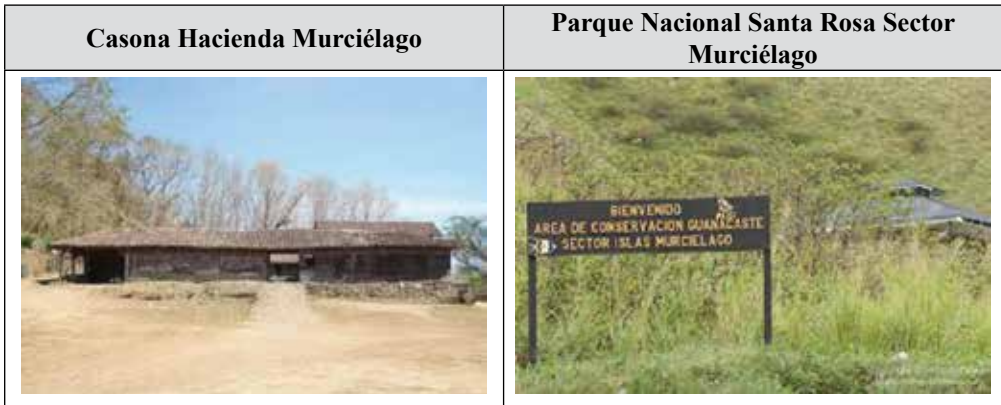 Casona Hacienda Murciélago
Parque Nacional Santa Rosa Sector
Murciélago
BIENVENIDO
AREA DE CONSERVACION GUANACASTE
SECTOR ISLAS MURCIELAGO